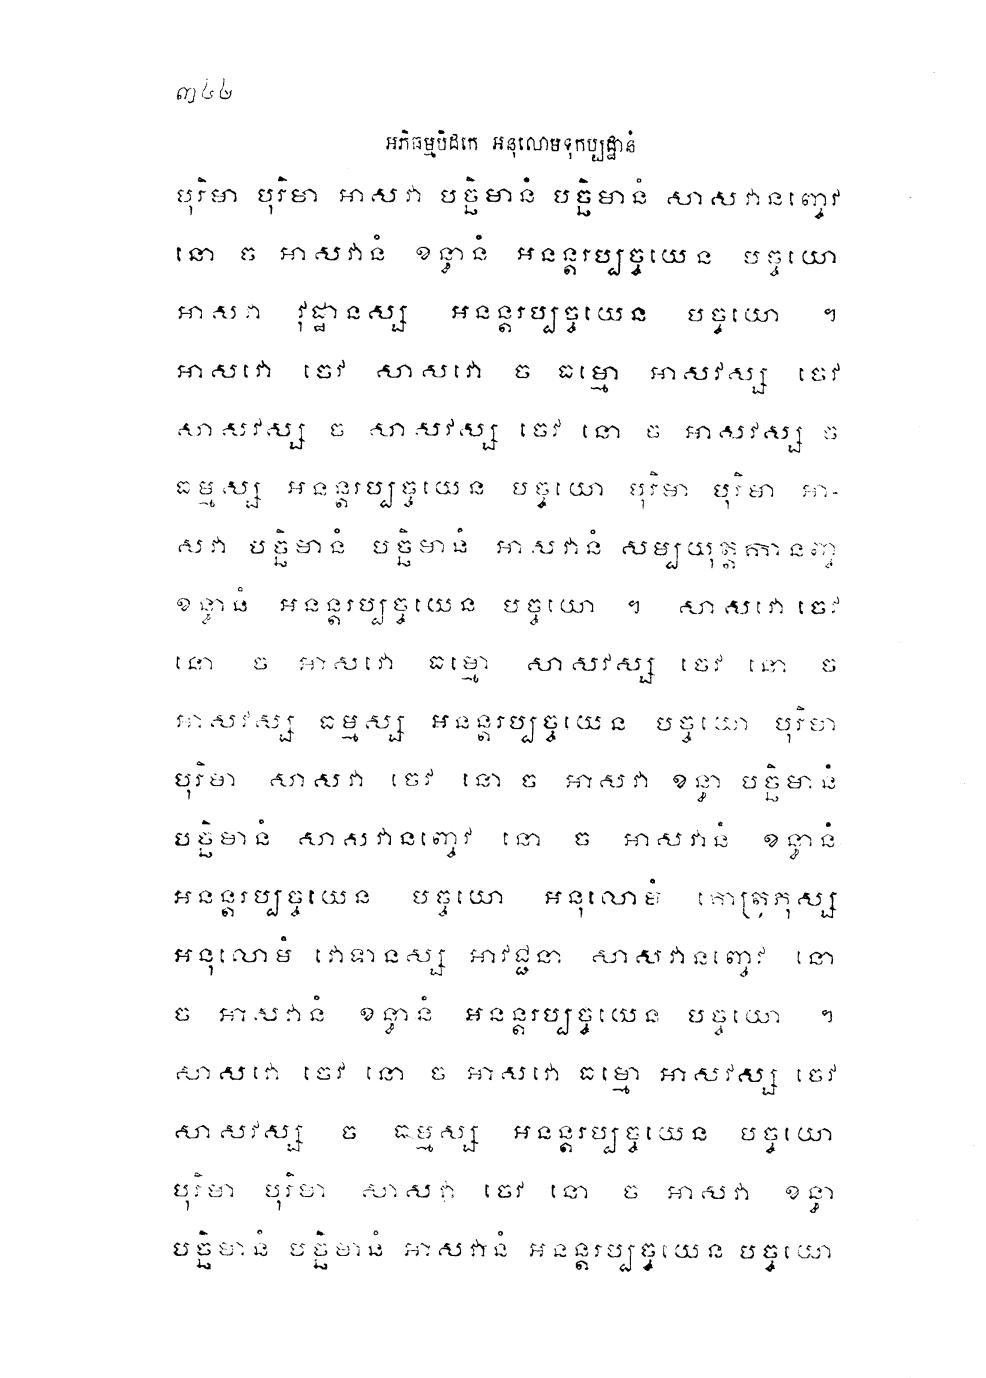 ៣៤៤
អភិធម្មបិដកេ អនុលោមទុកប្បដ្ឋានំ
បុរិមា បុរិមា អាសវា បច្ឆិមានំ បច្ឆិមានំ សាសវានញ្ចេវ
នោ ច អាសវានំ ខន្ធានំ អនន្តរប្បច្ចយេន បច្ចយោ
អាសវា វុដ្ឋានស្ស អនន្តរប្បច្ចយេន បច្ចយោ ។
អាសវោ ចេវ សាសវោ ច ធម្មោ អាសវស្ស ចេវ
សាសវស្ស ច សាសវស្ស ចេវ នោ ច អាសវស្ស ច
ធម្មស្ស អនន្តរប្បច្ចយេន បច្ចយោ បុរិមា បុរិមា អា-
សវា បច្ឆិមានំ បច្ឆិមានំ អាសវានំ សម្បយុត្តកានញ្ច
ខន្ធានំ អនន្តរប្បច្ចយេន បច្ចយោ ។ សាសវោ ចេវ
នោ ច អាសវោ ធម្មោ សាសវស្ស ចេវ នោ ច
អាសវស្ស ធម្មស្ស អនន្តរប្បច្ចយេន បច្ចយោ បុរិមា
បុរិមា សាសវា ចេវ នោ ច អាសវា ខន្ធា បច្ឆិមានំ
បច្ឆិមានំ សាសវានញ្ចេវ នោ ច អាសវានំ ខន្ធានំ
អនន្តរប្បច្ចយេន បច្ចយោ អនុលោមំ គោត្រភុស្ស
អនុលោមំ វោទានស្ស អាវជ្ជនា សាសវានញ្ចេវ នោ
ច អាសវានំ ខន្ធានំ អនន្តរប្បច្ចយេន បច្ចយោ ។
សាសវោ ចេវ នោ ច អាសវោ ធម្មោ អាសវស្ស ចេវ
សាសវស្ស ច ធម្មស្ស អនន្តរប្បច្ចយេន បច្ចយោ
បុរិមា បុរិមា សាសវា ចេវ នោ ច អាសវា ខន្ធា
បច្ឆិមានំ បច្ឆិមានំ អាសវានំ អនន្តរប្បច្ចយេន បច្ចយោ